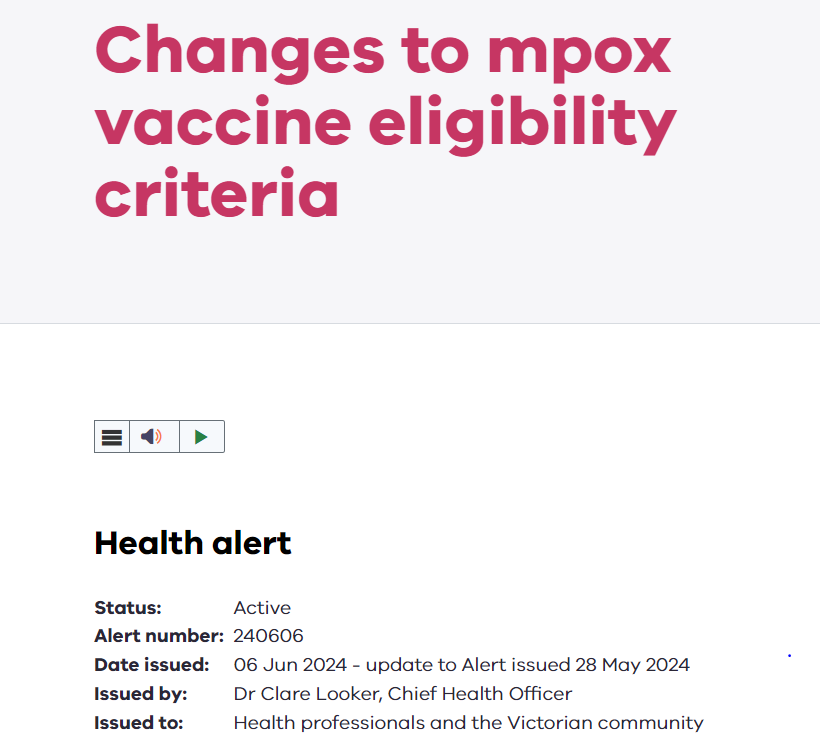 Changes to mpox
vaccine eligibility
criteria
Health alert
Status: Active
Alert number: 240606
Date issued: 06 Jun 2024 - update to Alert issued 28 May 2024
Issued by: Dr Clare Looker, Chief Health Officer
Issued to: Health professionals and the Victorian community